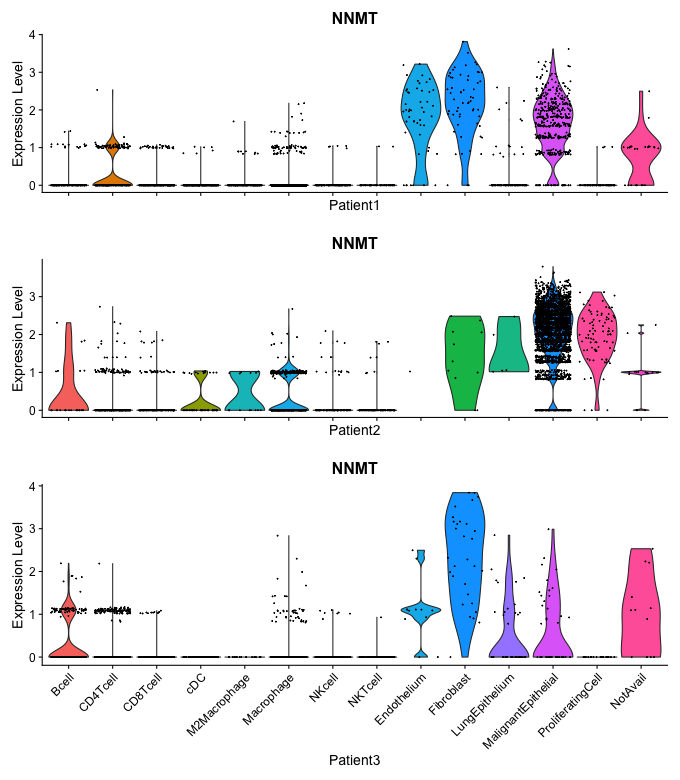 NNMT
4
3
2
1
0
Expression Level
Patient1
NNMT
3
2
1
0
Expression Level
Patient2
NNMT
4
3
2
1
0
Expression Level
Bcell
CD4Tcell
CD8Tcell
cDC
M2Macrophage
Macrophage
NKcell
NKTcell
Endothelium
Fibroblast
LungEpithelium
MalignantEpithelial
ProliferatingCell
NotAvail
Patient3